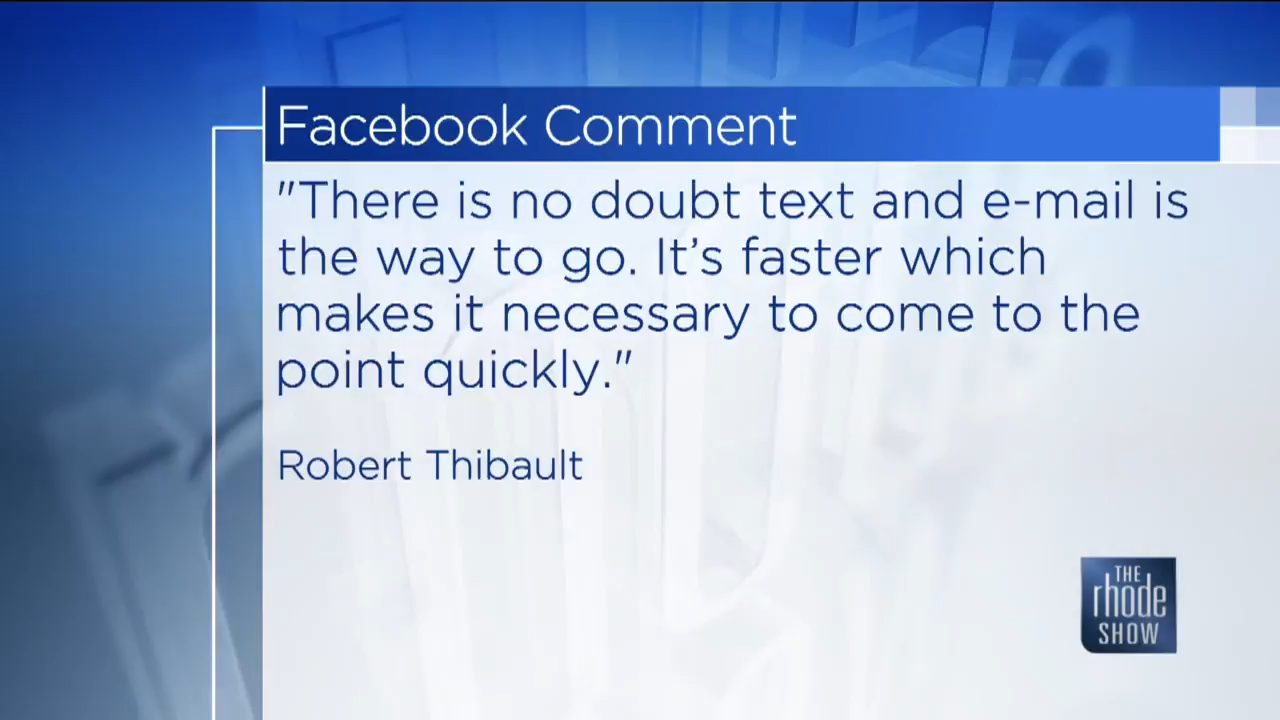 Facebook Comment
"There is no doubt text and e-mail is
the way to go. It’s faster which
makes it necessary to come to the
point quickly."
Robert Thibault
THE
rhode
SHOW